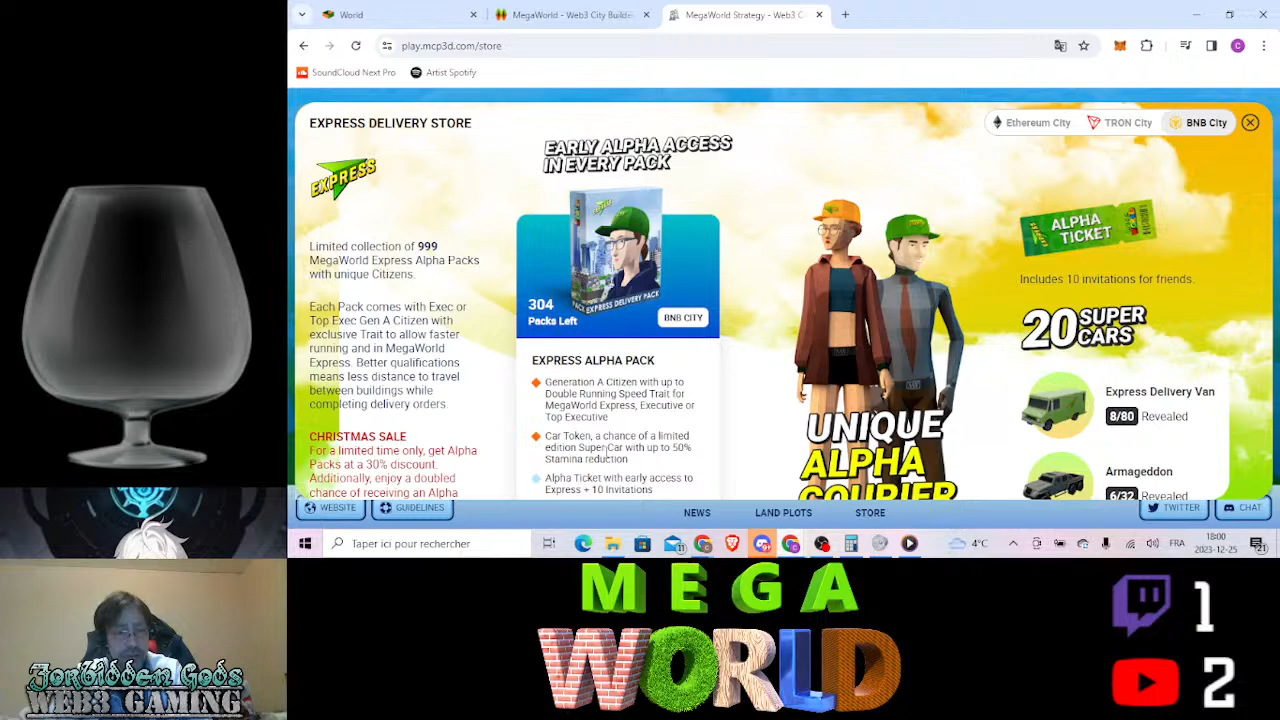 World
MegaWorld - Web3 City Builde
MegaWorld Strategy - Web3 C
play.mcp3d.com/store
SoundCloud Next Pro
Artist Spotify
EXPRESS DELIVERY STORE
Ethereum City
TRON City
BNB City
EXPRESS
Limited collection of 999
MegaWorld Express Alpha Packs
with unique Citizens.
Each Pack comes with Exec or
Top Exec Gen A Citizen with
exclusive Trait to allow faster
running and in MegaWorld
Express. Better qualifications
means less distance to travel
between buildings while
completing delivery orders.
CHRISTMAS SALE
For a limited time only, get Alpha
Packs at a 30% discount.
Additionally, enjoy a doubled
chance of receiving an Alpha
EARLY ALPHA ACCESS
IN EVERY PACK
PACK EXPRESS DELIVERY PACK
304
Packs Left
BNB CITY
EXPRESS ALPHA PACK
Generation A Citizen with up to
Double Running Speed Trait for
MegaWorld Express, Executive or
Top Executive
Car Token, a chance of a limited
edition SuperCar with up to 50%
Stamina reduction
Alpha Ticket with early access to
Express + 10 Invitations
UNIQUE
ALPHA
COURIER
ALPHA
TICKET
Includes 10 invitations for friends.
20 SUPER
CARS
Express Delivery Van
8/80 Revealed
Armageddon
6/32 Revealed
WEBSITE
GUIDELINES
NEWS
LAND PLOTS
STORE
TWITTER
CHAT
Taper ici pour rechercher
4°C
FRA
18:00
2023-12-25
MEGA
WORLD
Forbidden Gods
WEB3 GAMING
1
2